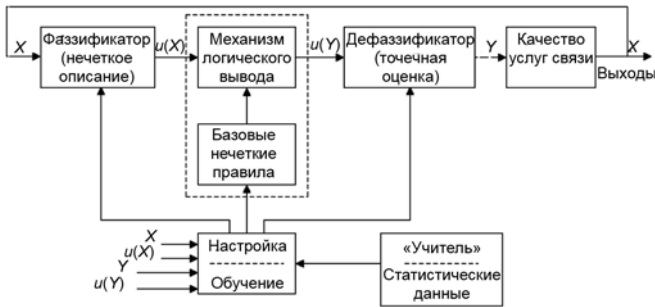 X
Фаззификатор
(нечеткое
описание)
u(X)
Механизм
логического
вывода
u(Y)
Дефаззификатор
(точечная
оценка)
Y
Качество
услуг связи
X
Выходы
Базовые
нечеткие
правила
X
u(X)
Y
u(Y)
Настройка
Обучение
«Учитель»
Статистические
данные